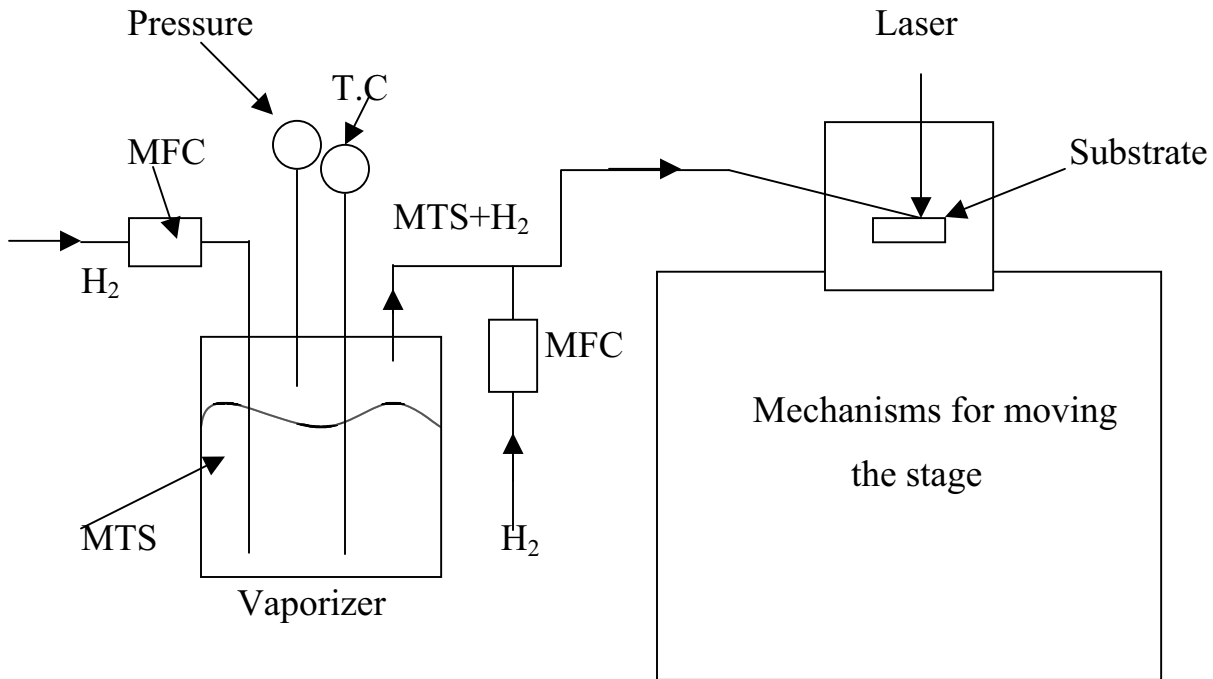 Pressure
T.C
MFC
H₂
MTS+H₂
MTS
Vaporizer
MFC
H₂
Laser
Substrate
Mechanisms for moving
the stage